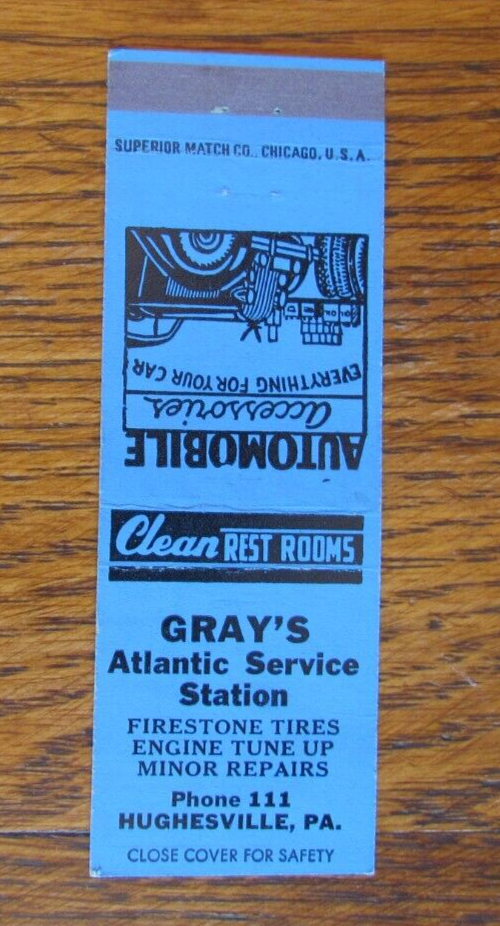 SUPERIOR MATCH CO., CHICAGO, U.S.A.
AUTOMOBILE
accessories
EVERYTHING FOR YOUR CAR
Clean REST ROOMS
GRAY'S
Atlantic Service
Station
FIRESTONE TIRES
ENGINE TUNE UP
MINOR REPAIRS
Phone 111
HUGHESVILLE, PA.
CLOSE COVER FOR SAFETY